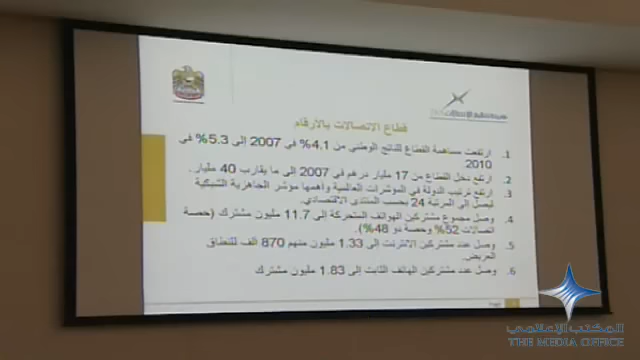 قطاع الاتصالات بالأرقام
1. ارتفعت مساهمة القطاع للناتج الوطني من 4.1% في 2007 إلى 5.3% في
2010
2. ارتفع دخل القطاع من 17 مليار درهم في 2007 الى ما يقارب 40 مليار.
3. ارتفع ترتيب الدولة في المؤشرات العالمية وأهمها مؤشر الجاهزية الشبكية
ليصل إلى المرتبة 24 بحسب المنتدى الاقتصادي.
4. وصل مجموع مشتركين الهواتف المتحركة إلى 11.7 مليون مشترك (حصة
اتصالات 52% وحصة دو 48%).
5. وصل عدد مشتركين الانترنت إلى 1.33 مليون منهم 870 الف للنطاق
العريض.
6. وصل عدد مشتركين الهاتف الثابت إلى 1.83 مليون مشترك
المكتب الإعلامي
THE MEDIA OFFICE